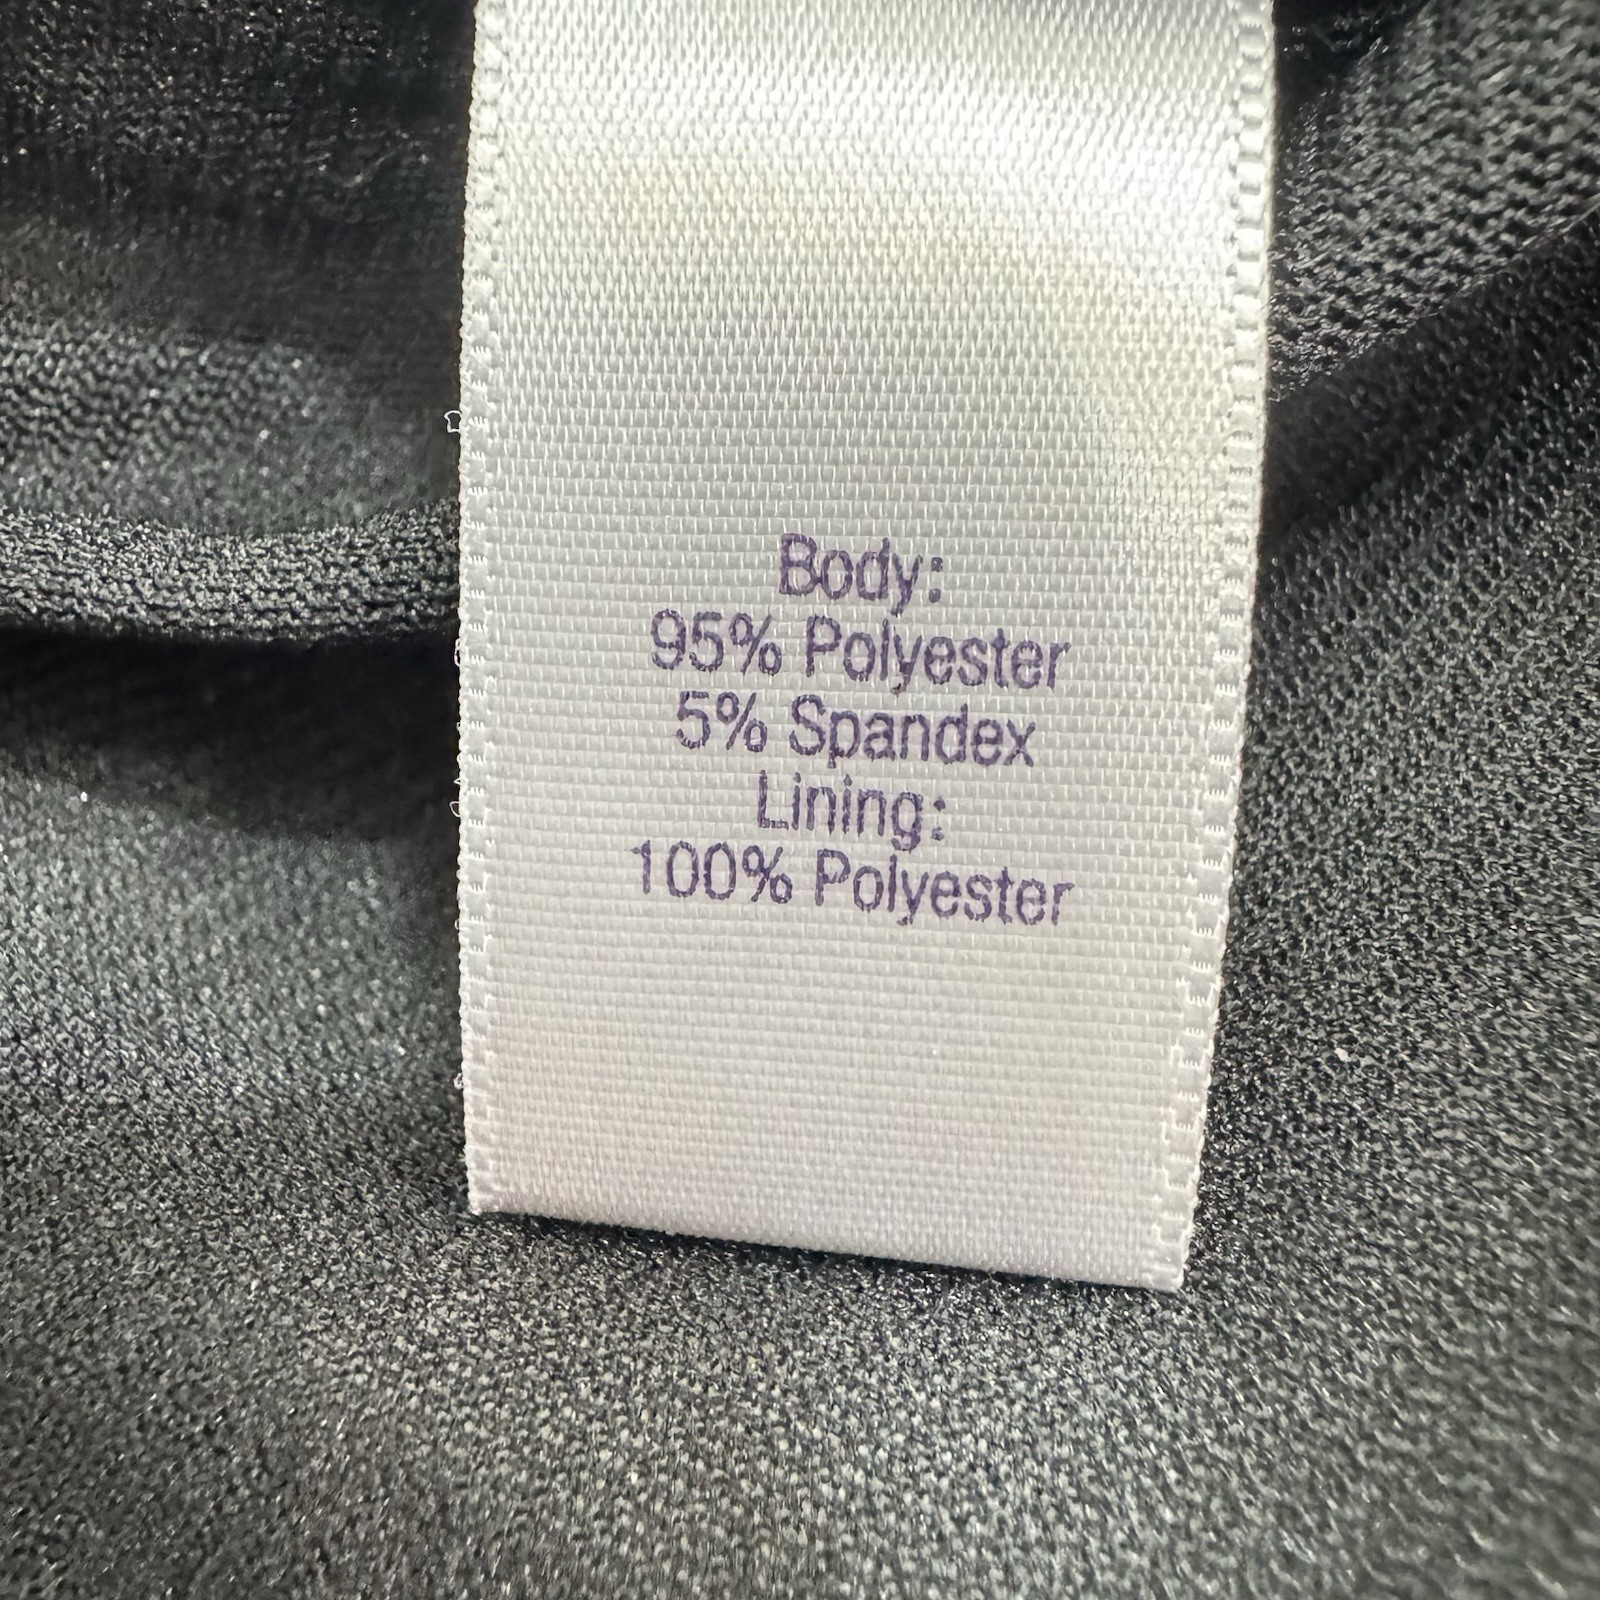 Body:
95% Polyester
5% Spandex
Lining:
100% Polyester